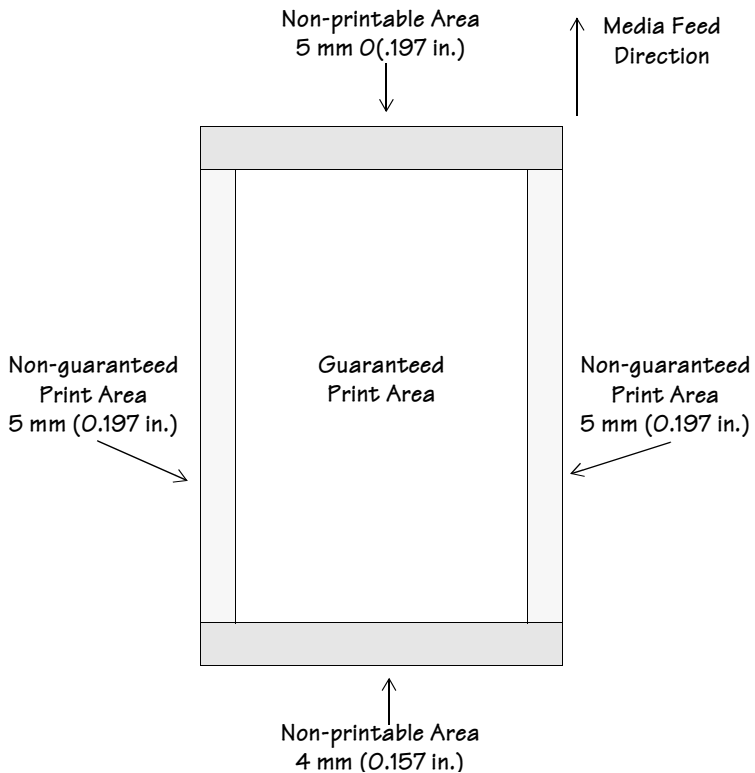 Non-printable Area
5 mm 0(.197 in.)
Media Feed
Direction
Non-guaranteed
Print Area
5 mm (0.197 in.)
Guaranteed
Print Area
Non-guaranteed
Print Area
5 mm (0.197 in.)
Non-printable Area
4 mm (0.157 in.)